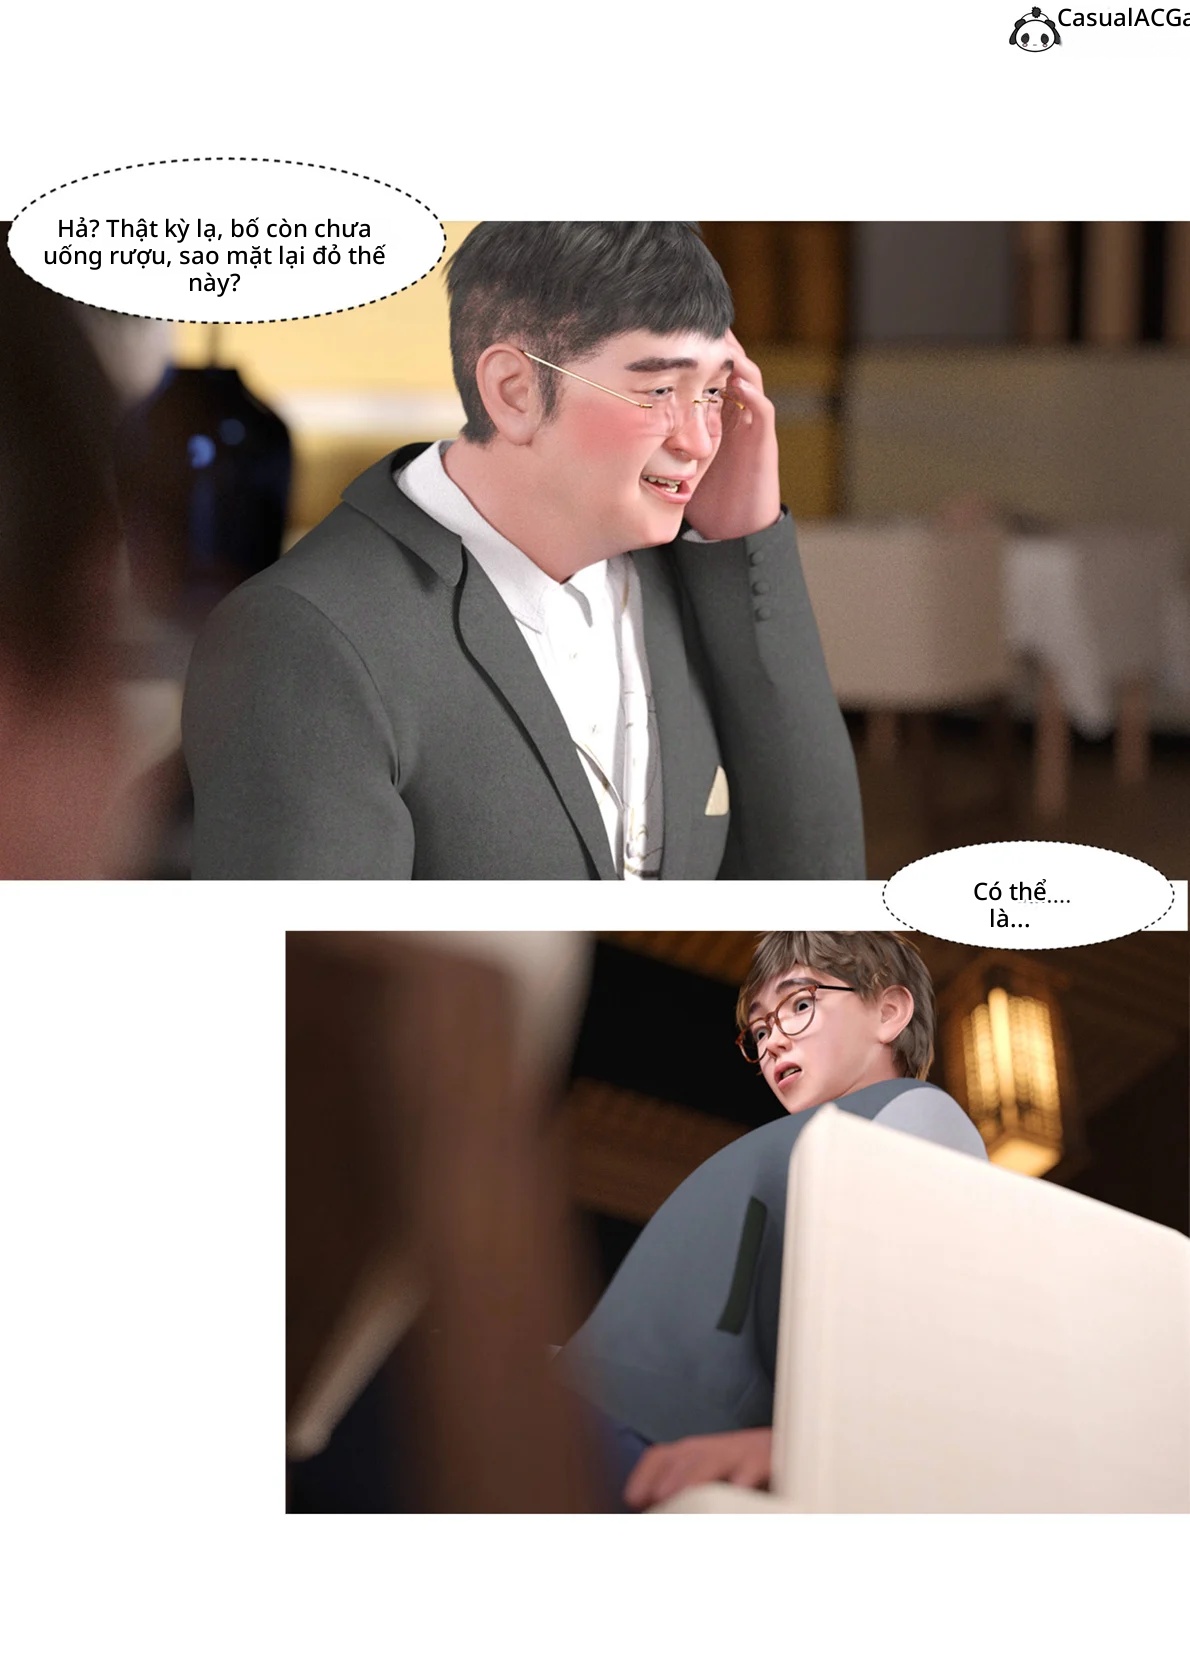 CasualACGa
Hả? Thật kỳ lạ, bố còn chưa
uống rượu, sao mặt lại đỏ thế
này?
Có thể....
là...